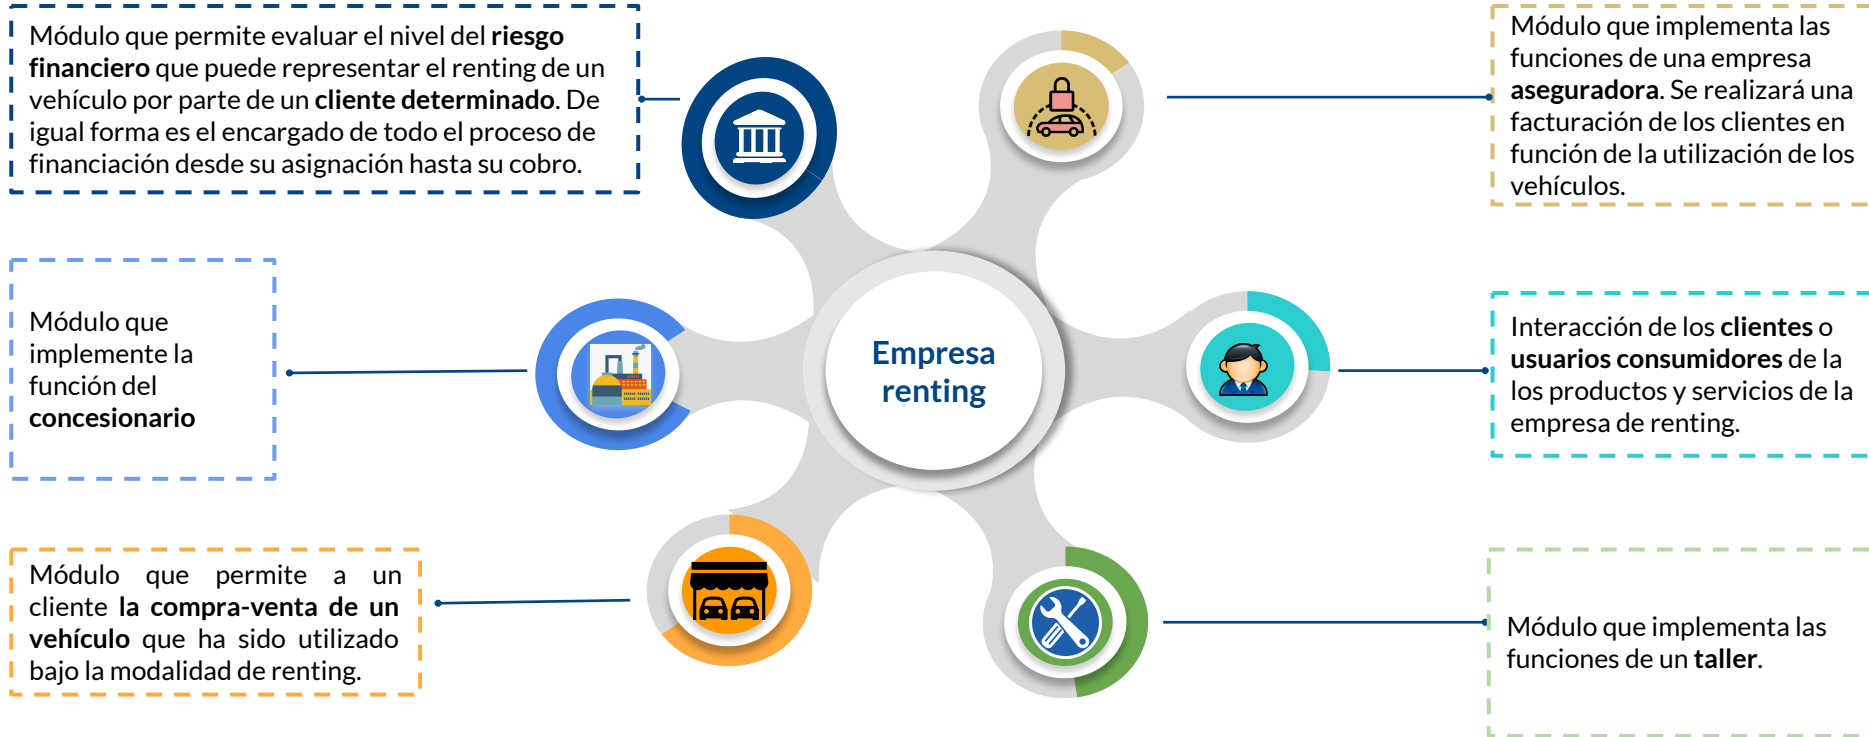 Módulo que permite evaluar el nivel del riesgo
financiero que puede representar el renting de un
vehículo por parte de un cliente determinado. De
igual forma es el encargado de todo el proceso de
financiación desde su asignación hasta su cobro.
Módulo que implementa las
funciones de una empresa
aseguradora. Se realizará una
facturación de los clientes en
función de la utilización de los
vehículos.
Módulo que
implemente la
función del
concesionario
Empresa
renting
Interacción de los clientes o
usuarios consumidores de la
los productos y servicios de la
empresa de renting.
Módulo que permite a un
cliente la compra-venta de un
vehículo que ha sido utilizado
bajo la modalidad de renting.
Módulo que implementa las
funciones de un taller.